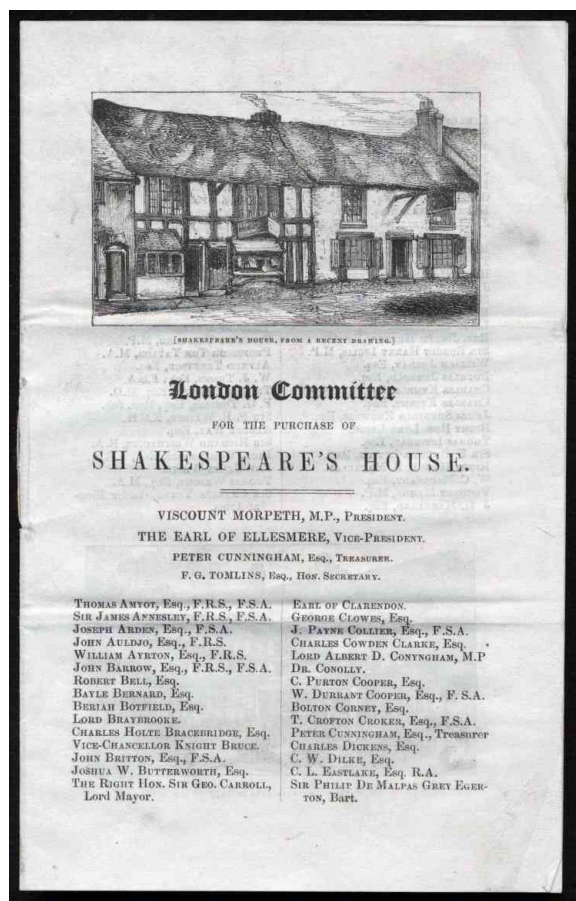 [SHAKESPEARE'S HOUSE, FROM A RECENT DRAWING.]
London Committee
FOR THE PURCHASE OF
SHAKESPEARE'S HOUSE.
VISCOUNT MORPETH, M.P., PRESIDENT.
THE EARL OF ELLESMERE, VICE-PRESIDENT.
PETER CUNNINGHAM, ESQ., TREASURER.
F. G. TOMLINS, ESQ., HON. SECRETARY.
THOMAS AMYOT, Esq., F.R.S., F.S.A.
SIR JAMES ANNESLEY, F.R.S., F.S.A.
JOSEPH ARDEN, Esq., F.S.A.
JOHN AULDJO, Esq., F.R.S.
WILLIAM AYRTON, Esq., F.R.S.
JOHN BARROW, Esq., F.R.S., F.S.A.
ROBERT BELL, Esq.
BAYLE BERNARD, Esq.
BERIAH BOTFIELD, Esq.
LORD BRAYBROOKE.
CHARLES HOLTE BRACEBRIDGE, Esq.
VICE-CHANCELLOR KNIGHT BRUCE.
JOHN BRITTON, Esq., F.S.A.
JOSHUA W. BUTTERWORTH, Esq.
THE RIGHT HON. SIR GEO. CARROLL,
Lord Mayor.
EARL OF CLARENDON.
GEORGE CLOWES, Esq.
J. PAYNE COLLIER, Esq., F.S.A.
CHARLES COWDEN CLARKE, Esq.
LORD ALBERT D. CONYNGHAM, M.P
DR. CONOLLY.
C. PURTON COOPER, Esq.
W. DURRANT COOPER, Esq., F. S.A.
BOLTON CORNEY, Esq.
T. CROFTON CROKER, Esq., F.S.A.
PETER CUNNINGHAM, Esq., Treasurer
CHARLES DICKENS, Esq.
C. W. DILKE, Esq.
C. L. EASTLAKE, Esq. R.A.
SIR PHILIP DE MALPAS GREY EGER-
TON, Bart.